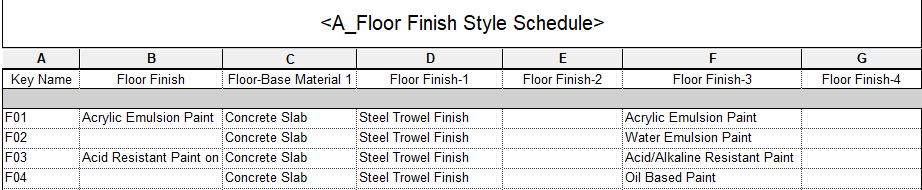 <A_Floor Finish Style Schedule>
A B C D E F G
Key Name Floor Finish Floor-Base Material 1 Floor Finish-1 Floor Finish-2 Floor Finish-3 Floor Finish-4
F01 Acrylic Emulsion Paint Concrete Slab Steel Trowel Finish Acrylic Emulsion Paint
F02 Concrete Slab Steel Trowel Finish Water Emulsion Paint
F03 Acid Resistant Paint on Concrete Slab Steel Trowel Finish Acid/Alkaline Resistant Paint
F04 Concrete Slab Steel Trowel Finish Oil Based Paint